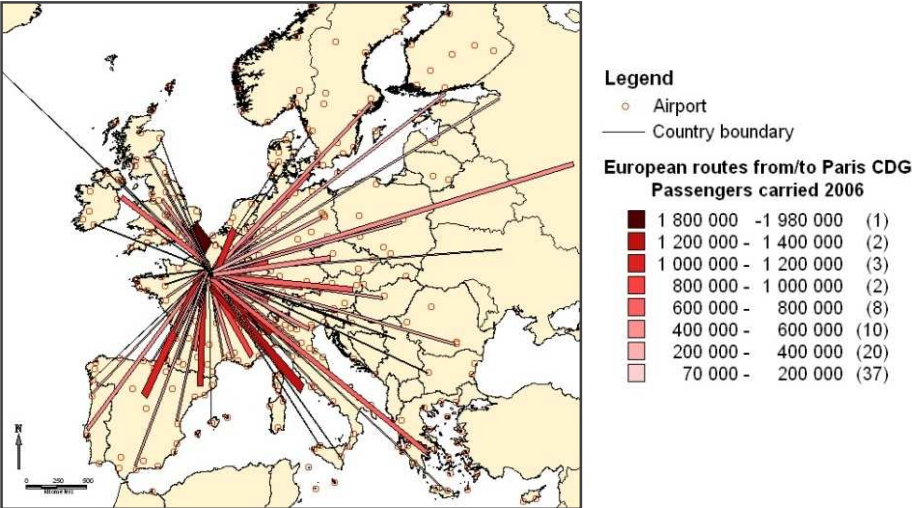 Legend
Airport
Country boundary
European routes from/to Paris CDG
Passengers carried 2006
1 800 000 -1 980 000 (1)
1 200 000 - 1 400 000 (2)
1 000 000 - 1 200 000 (3)
800 000 - 1 000 000 (2)
600 000 - 800 000 (8)
400 000 - 600 000 (10)
200 000 - 400 000 (20)
70 000 - 200 000 (37)
N
0 250 500